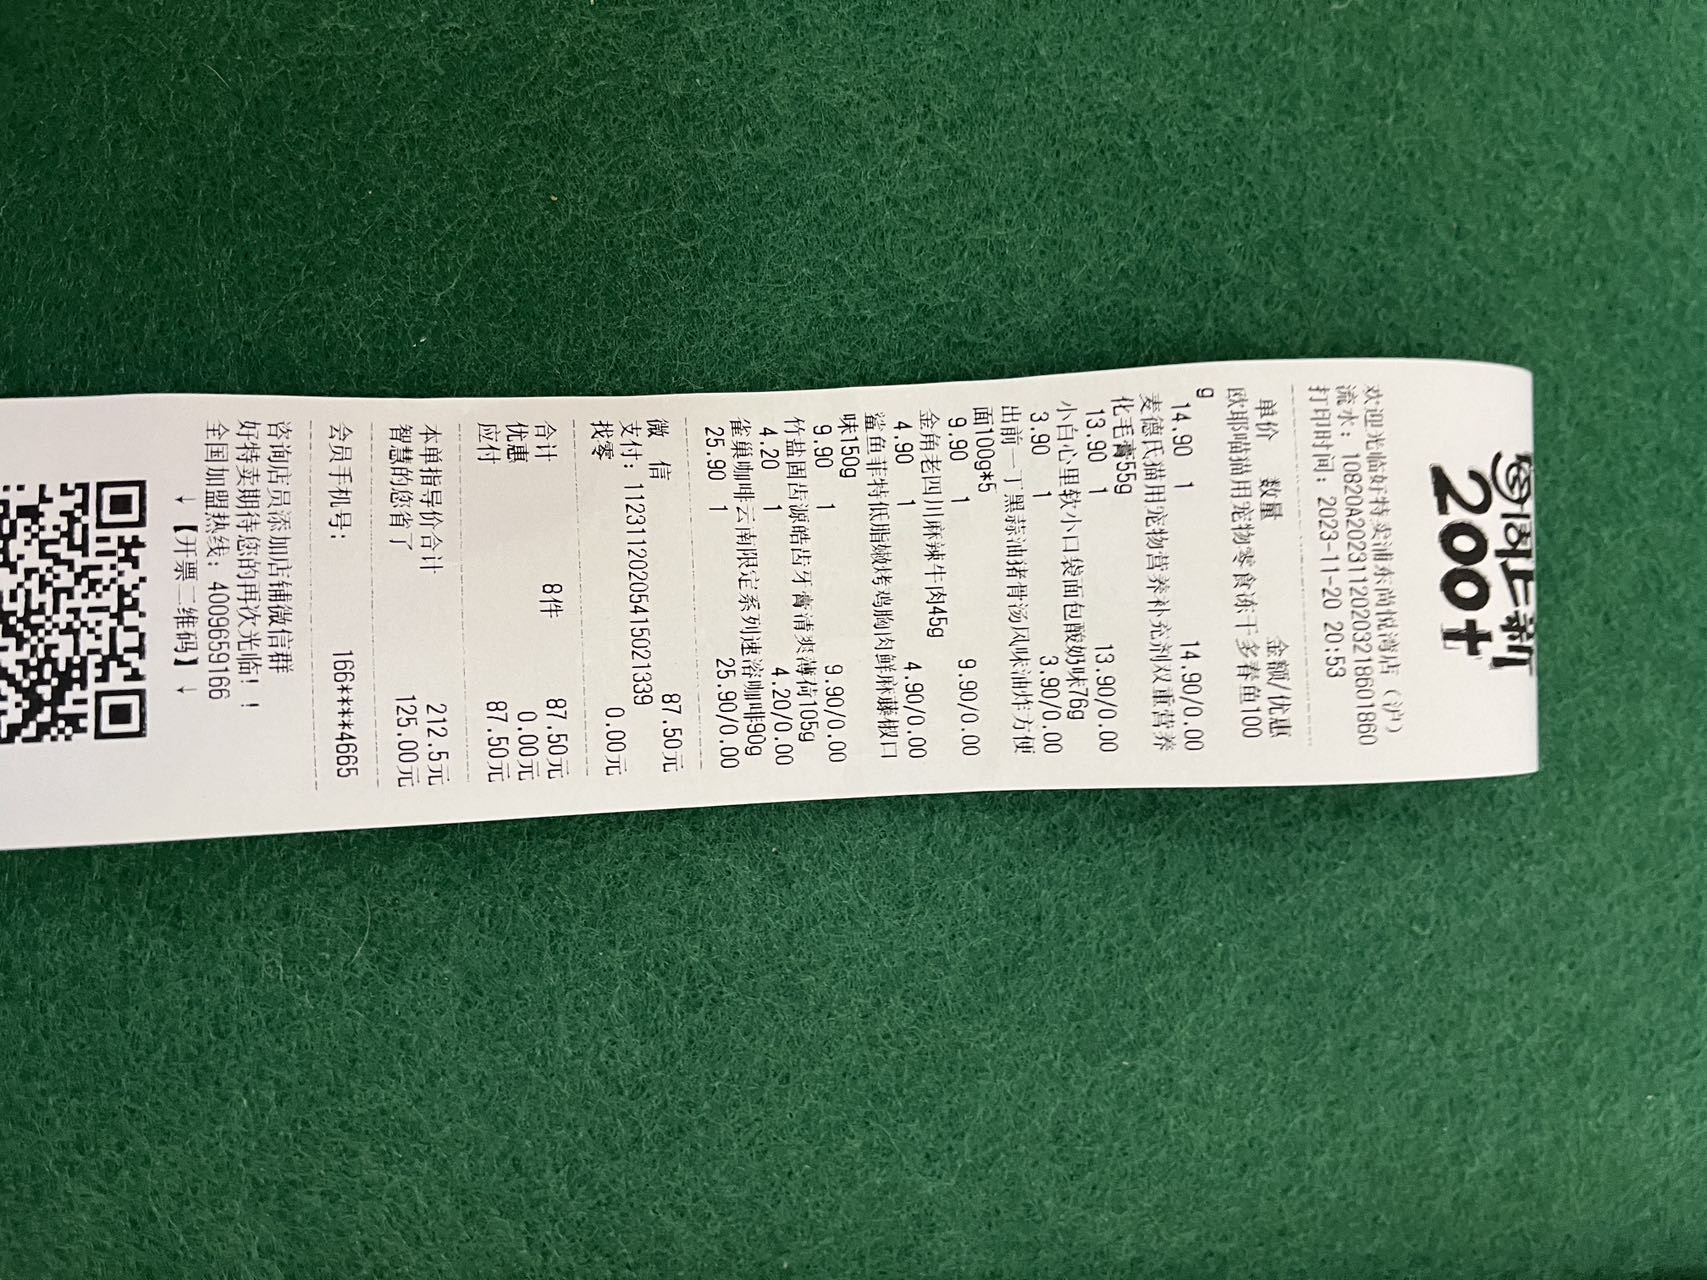 每周上新
200+
欢迎光临好特卖浦东尚悦湾店（沪）
流水：10820A2023112020321860 1860
打印时间：2023-11-20 20:53
单价 数量 金额/优惠
欧耶喵猫用宠物零食冻干多春鱼100
g
14.90 1 14.90/0.00
麦德氏猫用宠物营养补充剂双重营养
化毛膏55g
13.90 1 13.90/0.00
小白心里软小口袋面包酸奶味76g
3.90 1 3.90/0.00
出前一丁黑蒜油猪骨汤风味油炸方便
面100g*5
9.90 1 9.90/0.00
金角老四川麻辣牛肉45g
4.90 1 4.90/0.00
鲨鱼菲特低脂嫩烤鸡胸肉鲜麻藤椒口
味150g
9.90 1 9.90/0.00
竹盐固齿源皓齿牙膏清爽薄荷105g
4.20 1 4.20/0.00
雀巢咖啡云南限定系列速溶咖啡90g
25.90 1 25.90/0.00
微 信 87.50元
支付：112311202054150213​39
找零 0.00元
合计 8件 87.50元
优惠 0.00元
应付 87.50元
本单指导价合计 212.5元
智慧的您省了 125.00元
会员手机号： 166****4665
咨询店员添加店铺微信群
好特卖期待您的再次光临！！
全国加盟热线：4009659166
↓【开票二维码】↓